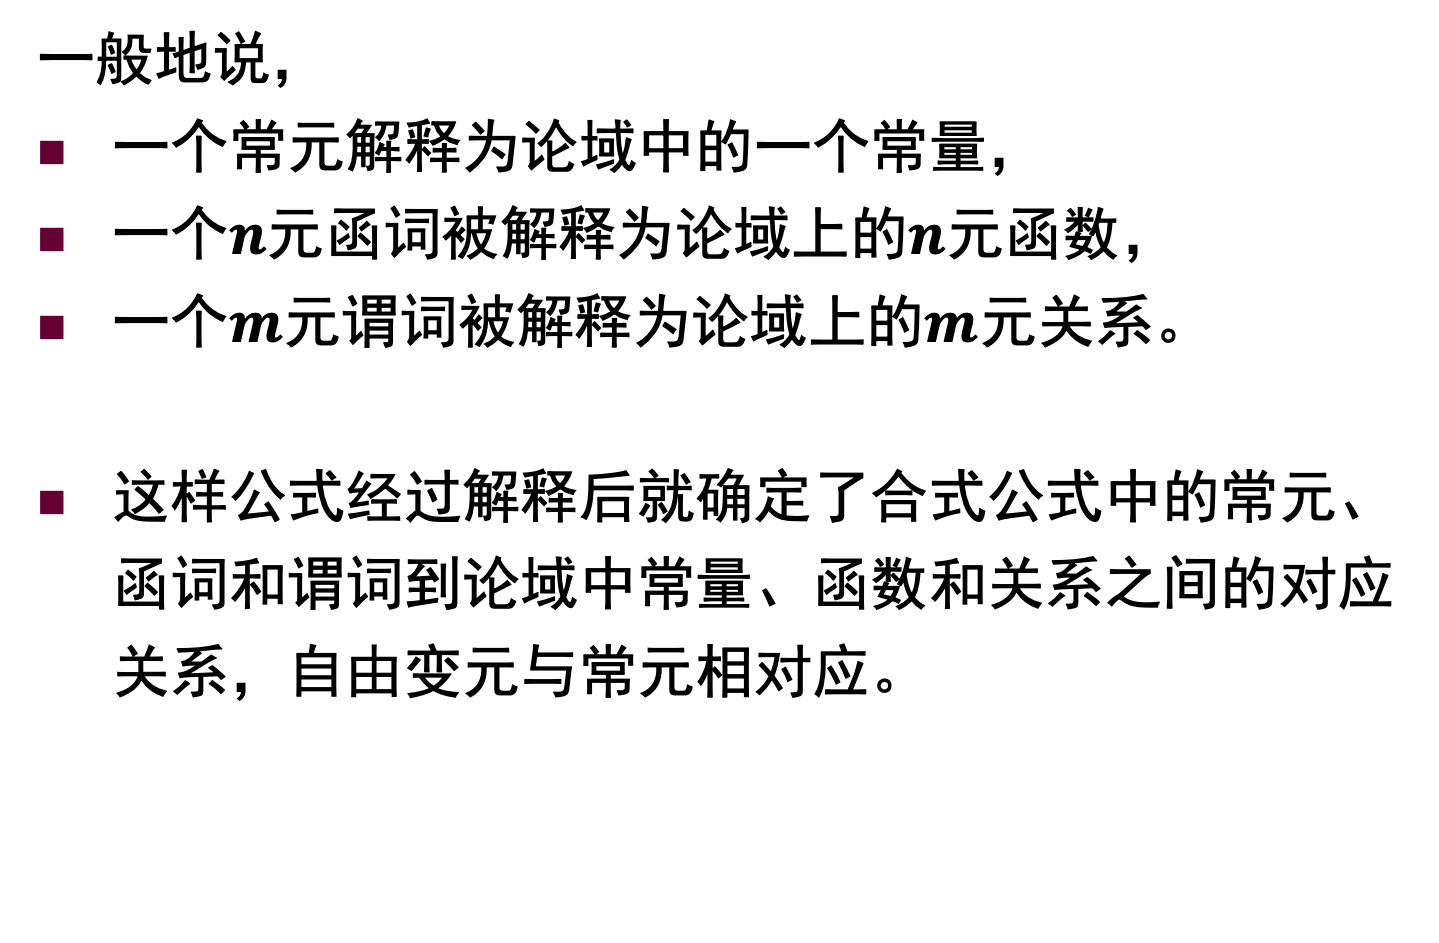 一般地说，
■ 一个常元解释为论域中的一个常量，
■ 一个n元函词被解释为论域上的n元函数，
■ 一个m元谓词被解释为论域上的m元关系。
■ 这样公式经过解释后就确定了合式公式中的常元、
函词和谓词到论域中常量、函数和关系之间的对应
关系，自由变元与常元相对应。